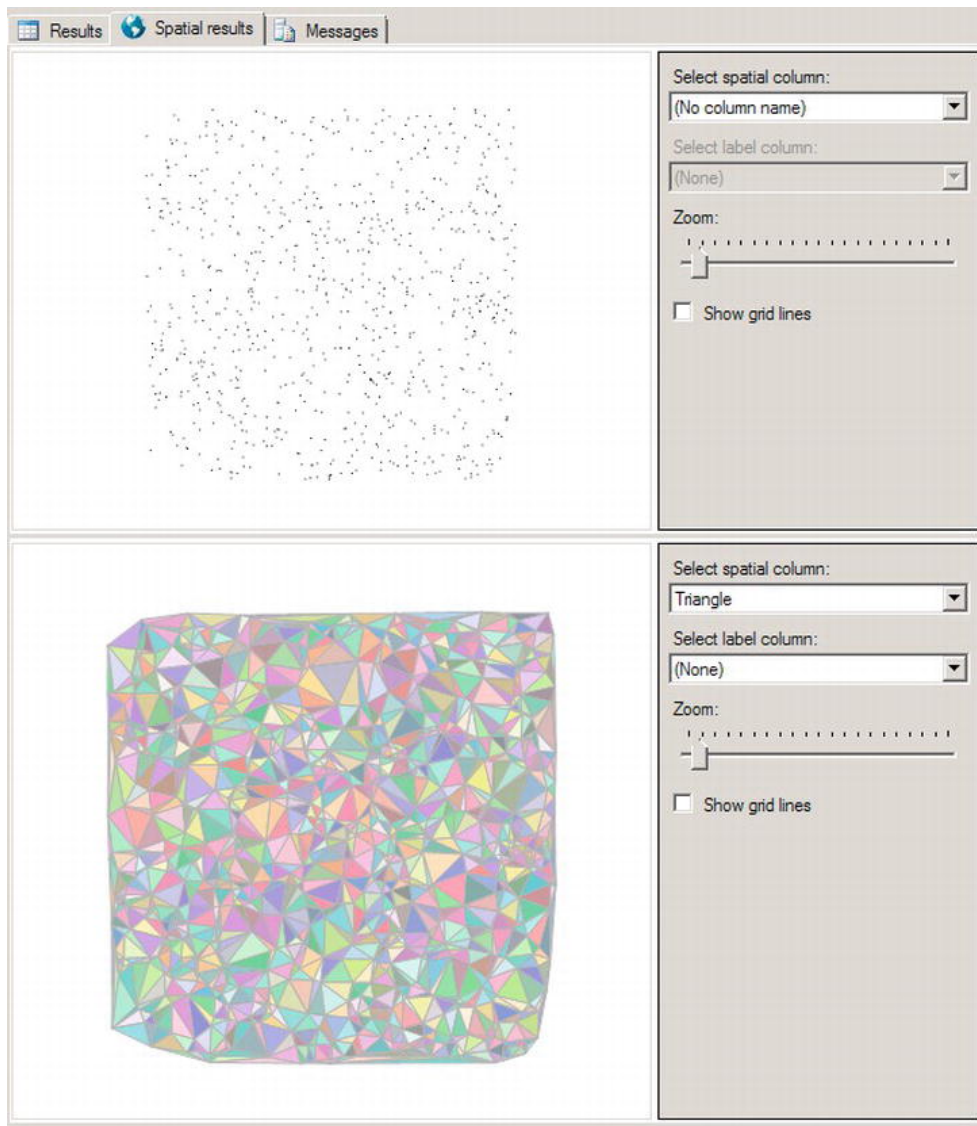 Results Spatial results Messages
Select spatial column:
(No column name)
Select label column:
(None)
Zoom:
Show grid lines
Select spatial column:
Triangle
Select label column:
(None)
Zoom:
Show grid lines